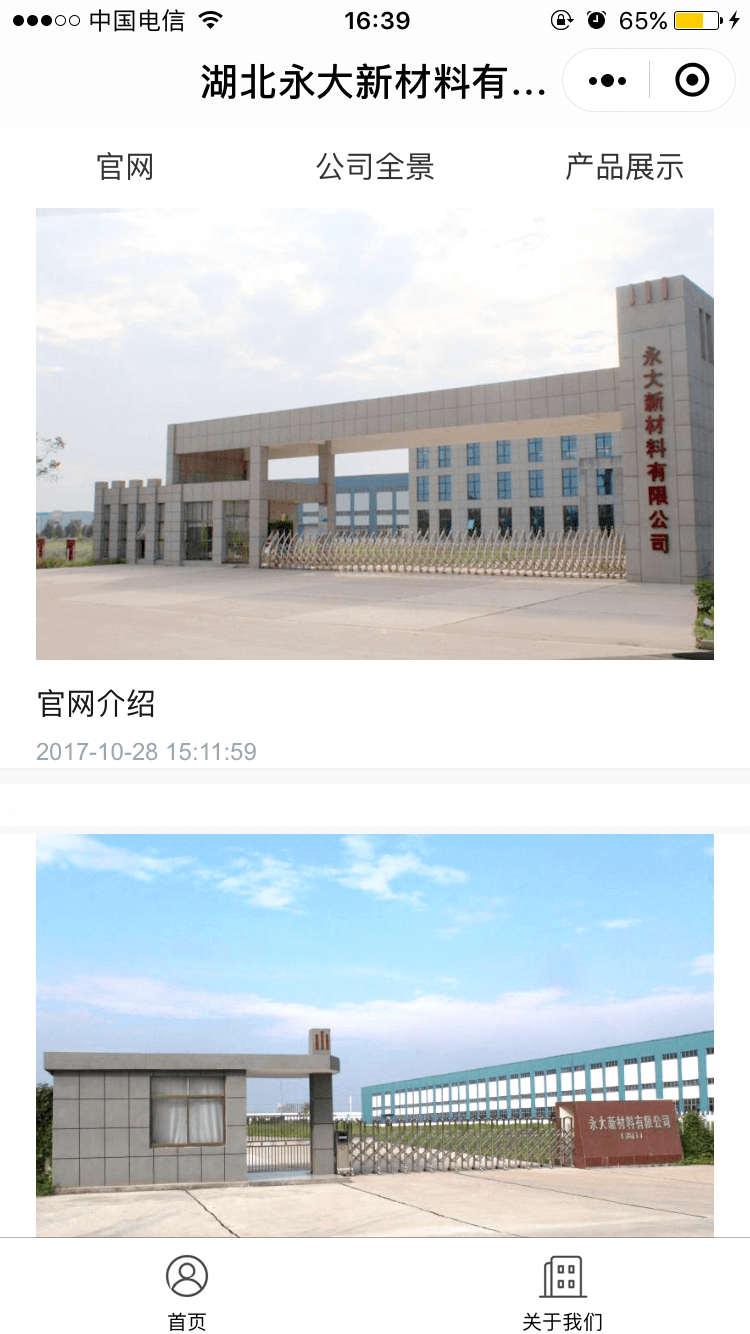 中国电信
16:39
65%
湖北永大新材料有...
官网
公司全景
产品展示
永大新材料有限公司
官网介绍
2017-10-28 15:11:59
永大新材料有限公司
首页
关于我们